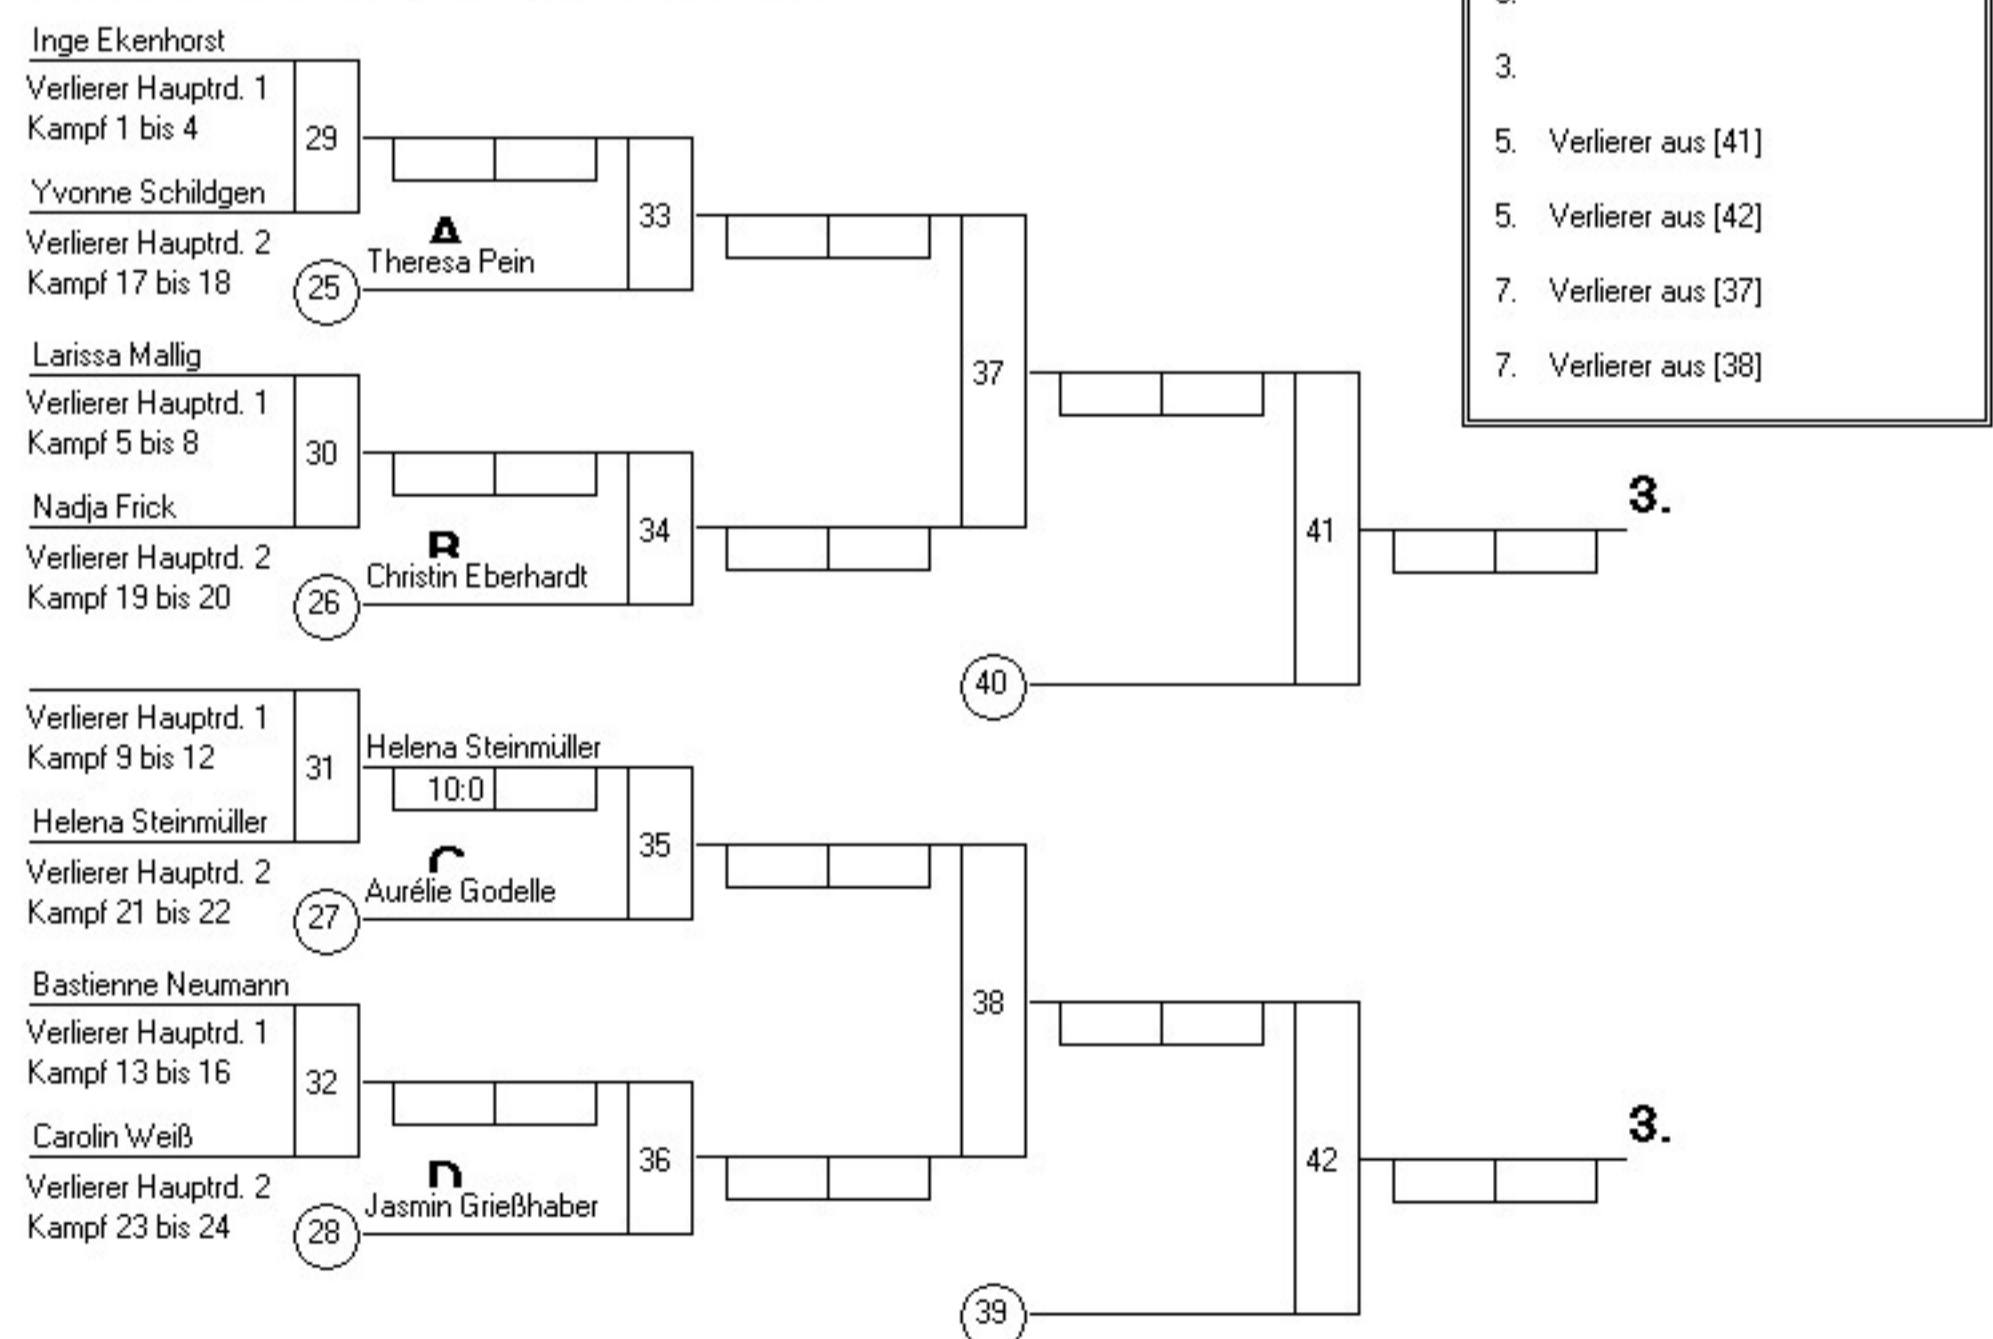 Inge Ekenhorst
Verlierer Hauptrd. 1
Kampf 1 bis 4
29
Yvonne Schildgen
Verlierer Hauptrd. 2
Kampf 17 bis 18
A
Theresa Pein
25
33
Larissa Mallig
Verlierer Hauptrd. 1
Kampf 5 bis 8
30
Nadja Frick
Verlierer Hauptrd. 2
Kampf 19 bis 20
B
Christin Eberhardt
26
34
37
40
41
3.
Verlierer Hauptrd. 1
Kampf 9 bis 12
31
Helena Steinmüller
10:0
Helena Steinmüller
Verlierer Hauptrd. 2
Kampf 21 bis 22
C
Aurélie Godelle
27
35
Bastienne Neumann
Verlierer Hauptrd. 1
Kampf 13 bis 16
32
Carolin Weiß
Verlierer Hauptrd. 2
Kampf 23 bis 24
D
Jasmin Grießhaber
28
36
38
39
42
3.
3.
5. Verlierer aus [41]
5. Verlierer aus [42]
7. Verlierer aus [37]
7. Verlierer aus [38]